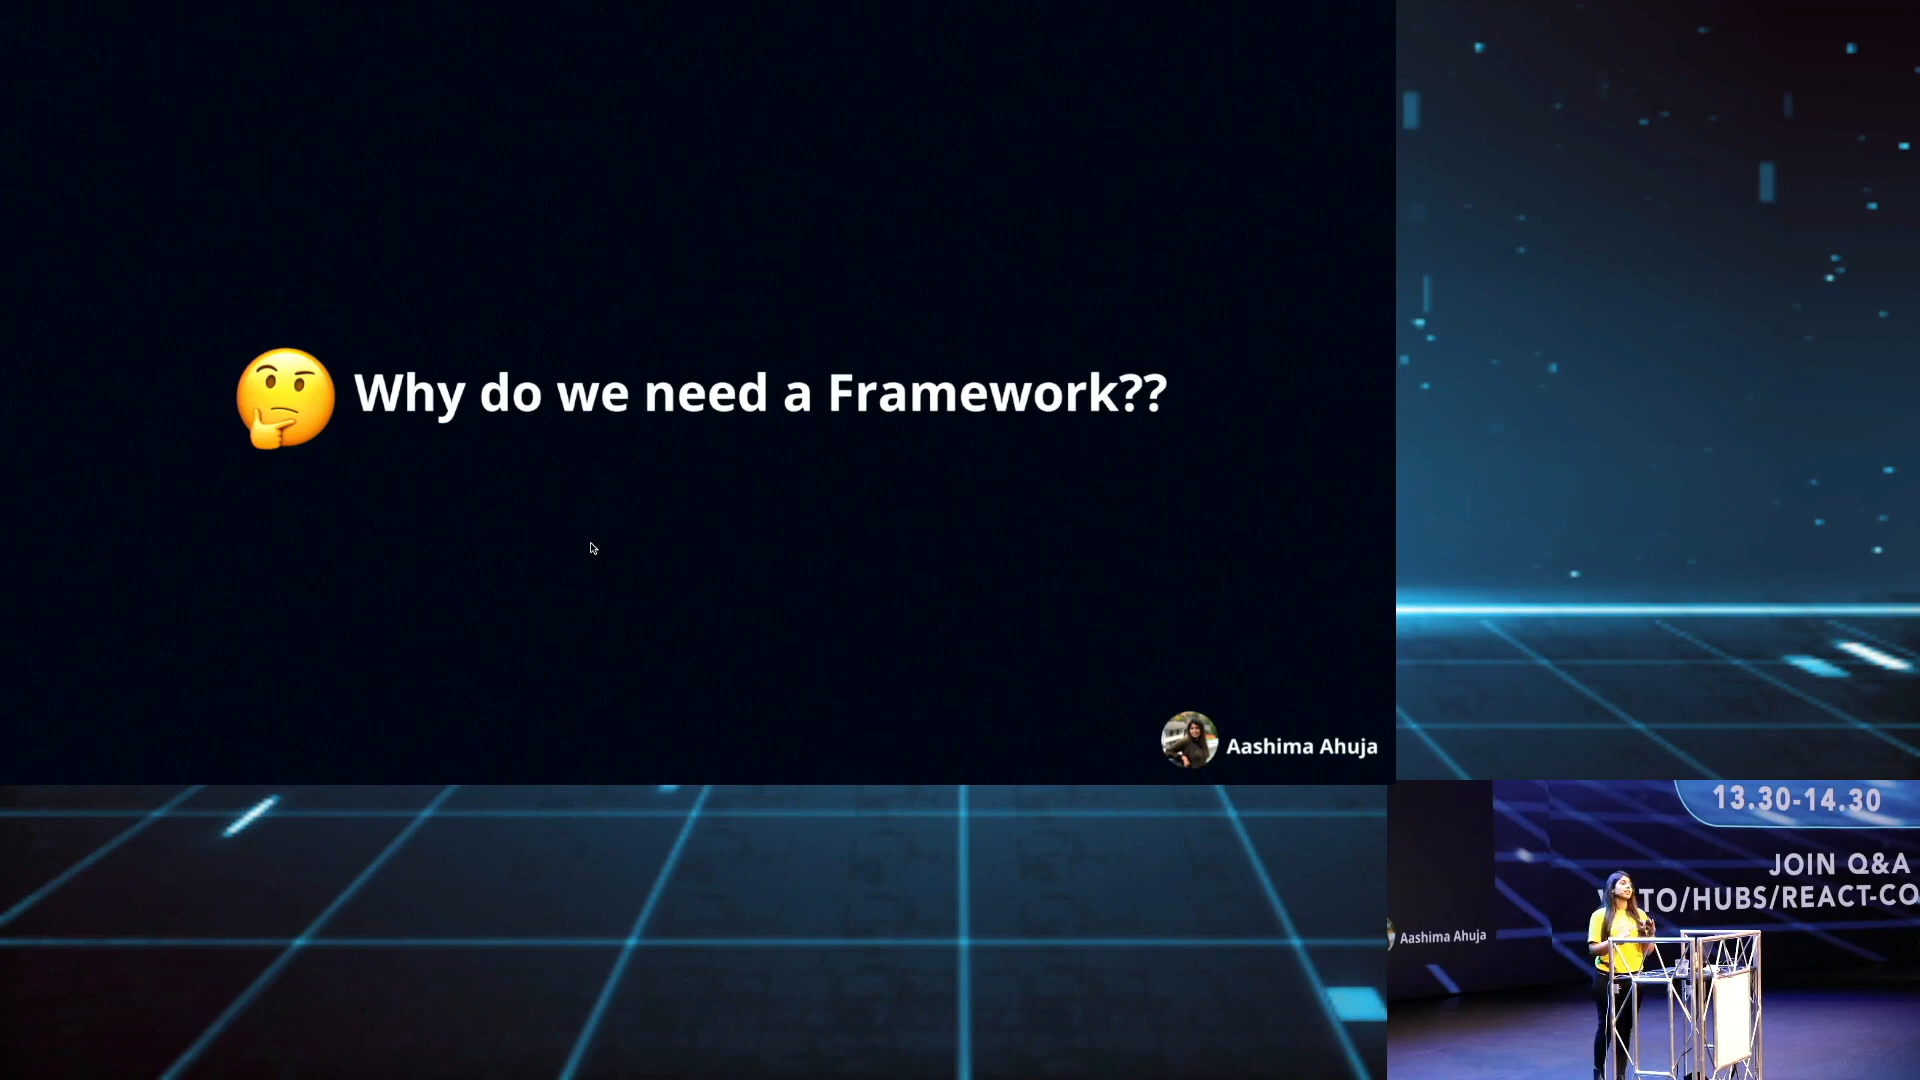 Why do we need a Framework??
Aashima Ahuja
13.30-14.30
JOIN Q&A
TO/HUBS/REACT-CO
Aashima Ahuja